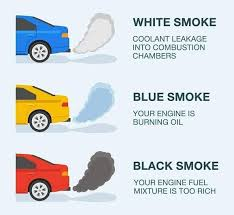 WHITE SMOKE
COOLANT LEAKAGE
INTO COMBUSTION
CHAMBERS
BLUE SMOKE
YOUR ENGINE IS
BURNING OIL
BLACK SMOKE
YOUR ENGINE FUEL
MIXTURE IS TOO RICH